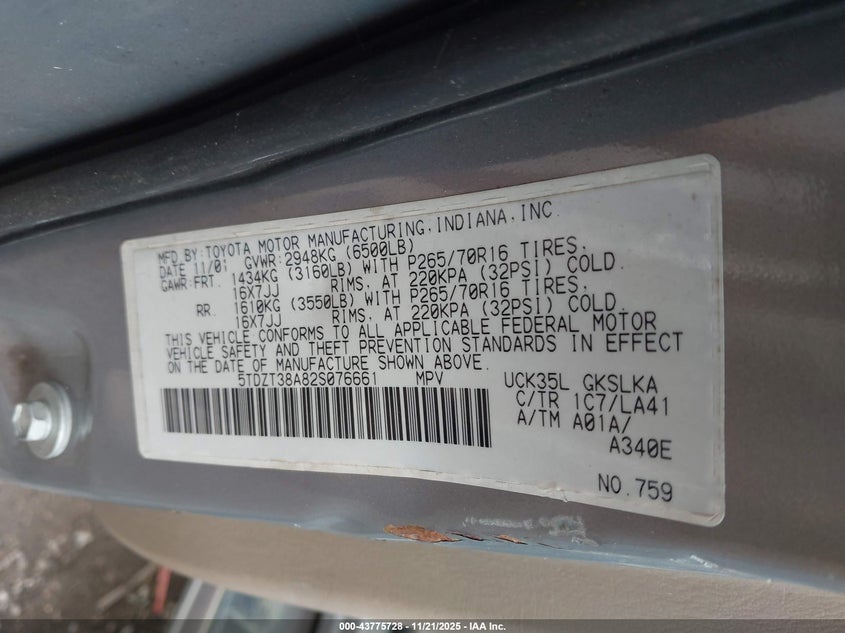 MFD BY:TOYOTA MOTOR MANUFACTURING,INDIANA,INC.
DATE 11/01 GVWR:2948KG (6500LB)
GAWR:FRT. 1434KG (3160LB) WITH P265/70R16 TIRES,
16X7JJ RIMS, AT 220KPA (32PSI) COLD.
RR. 1610KG (3550LB) WITH P265/70R16 TIRES,
16X7JJ RIMS, AT 220KPA (32PSI) COLD.
THIS VEHICLE CONFORMS TO ALL APPLICABLE FEDERAL MOTOR
VEHICLE SAFETY AND THEFT PREVENTION STANDARDS IN EFFECT
ON THE DATE OF MANUFACTURE SHOWN ABOVE.
5TDZT38A82S076661 MPV UCK35L GKSLKA
C/TR 1C7/LA41
A/TM A01A/
A340E
NO.759
000-43775728 - 11/21/2025 - IAA Inc.